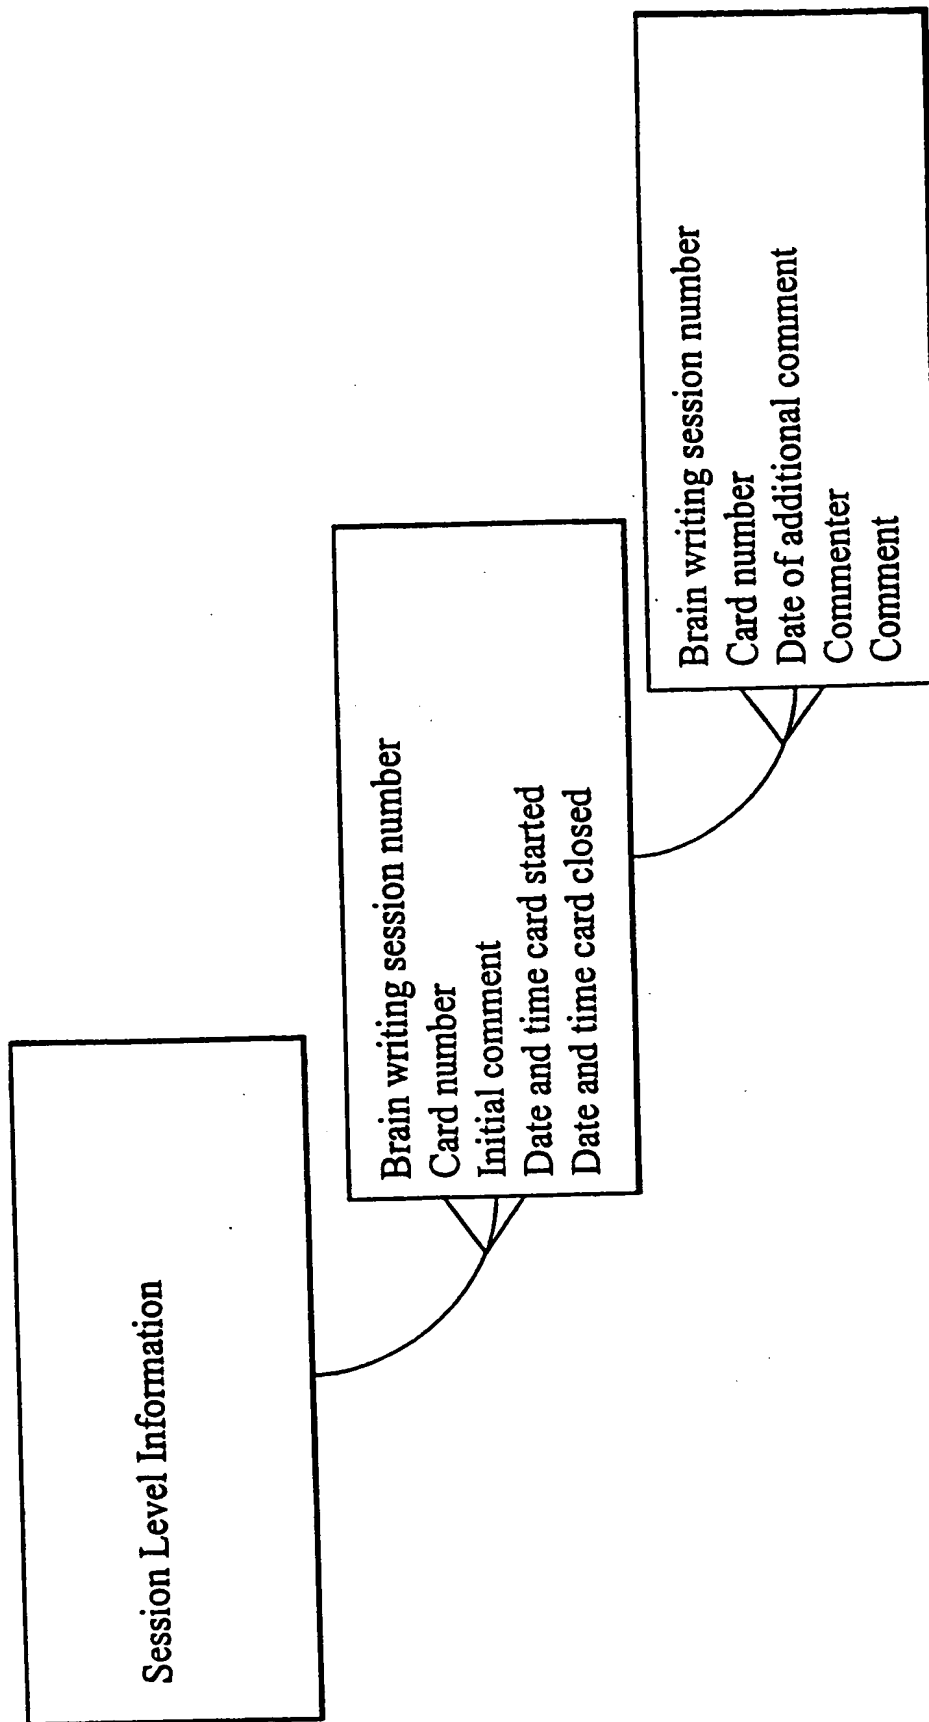 Session Level Information
Brain writing session number
Card number
Initial comment
Date and time card started
Date and time card closed
Brain writing session number
Card number
Date of additional comment
Commenter
Comment